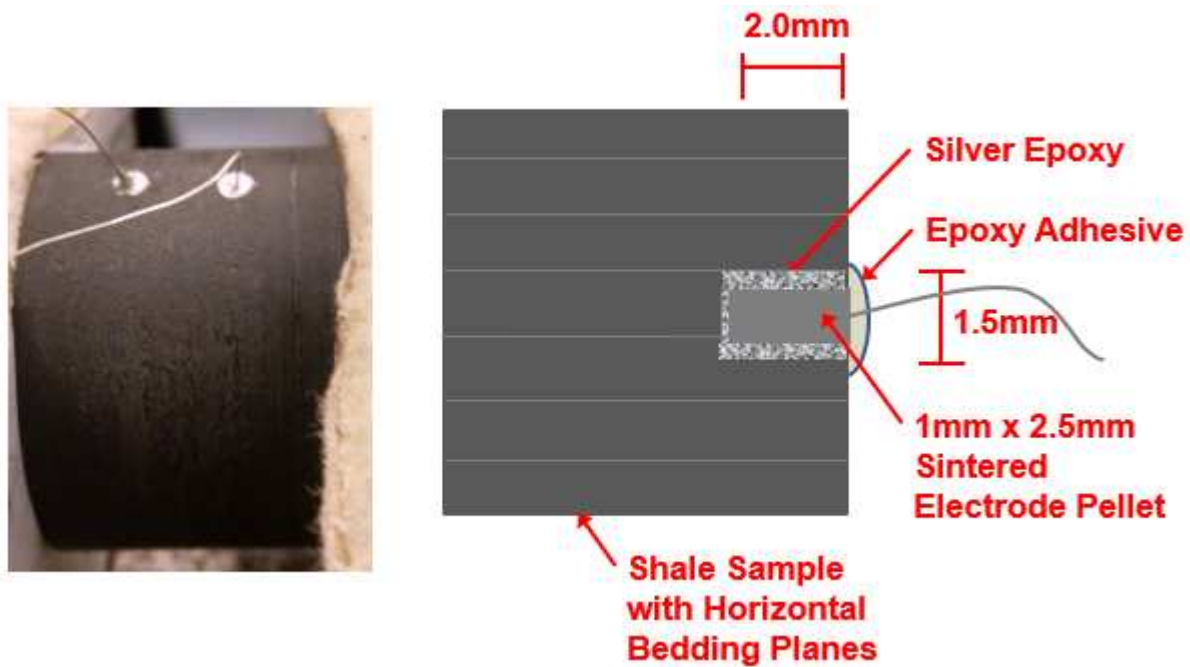 2.0mm
Silver Epoxy
Epoxy Adhesive
1.5mm
1mm x 2.5mm
Sintered
Electrode Pellet
Shale Sample
with Horizontal
Bedding Planes